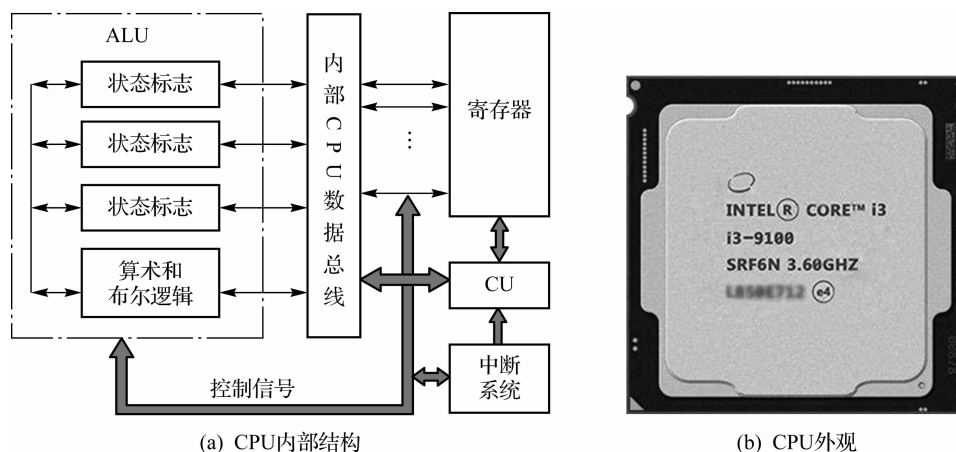 ALU
状态标志
状态标志
状态标志
算术和
布尔逻辑
内部CPU数据总线
…
寄存器
CU
中断
系统
控制信号
(a) CPU内部结构
INTEL® CORE™ i3
i3-9100
SRF6N 3.60GHZ
e4
(b) CPU外观